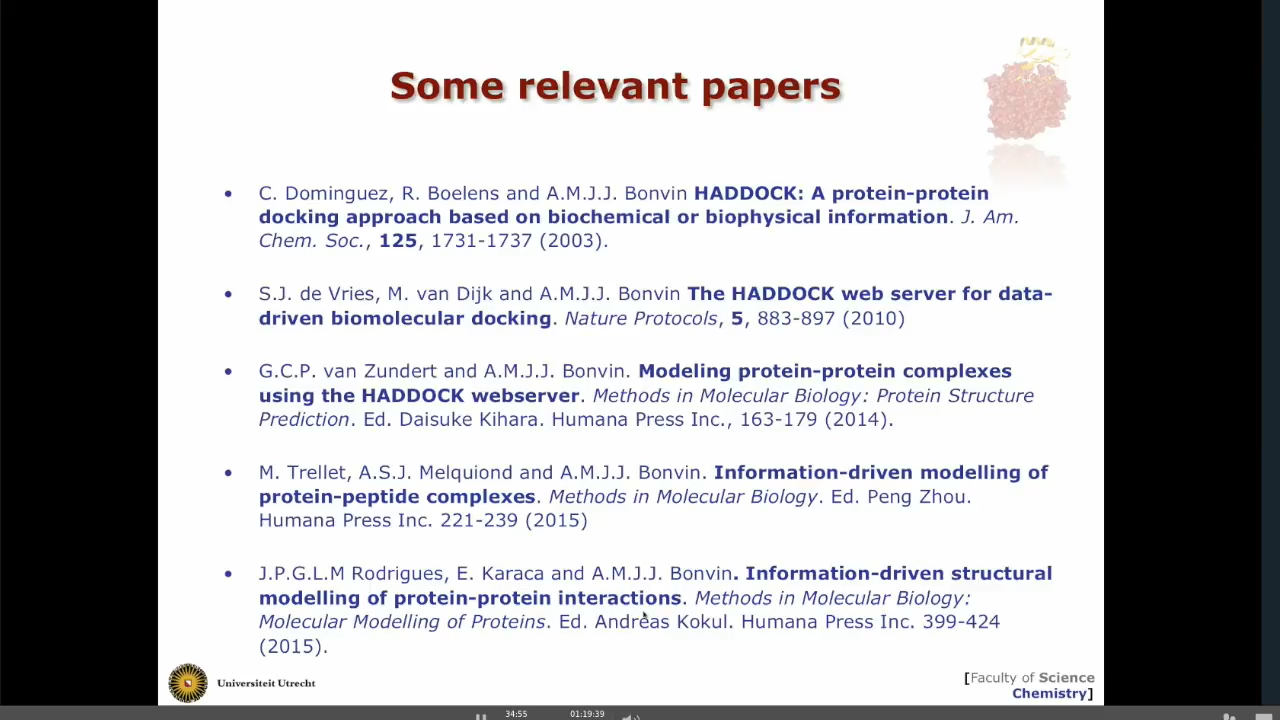 Some relevant papers
• C. Dominguez, R. Boelens and A.M.J.J. Bonvin HADDOCK: A protein-protein
docking approach based on biochemical or biophysical information. J. Am.
Chem. Soc., 125, 1731-1737 (2003).
• S.J. de Vries, M. van Dijk and A.M.J.J. Bonvin The HADDOCK web server for data-
driven biomolecular docking. Nature Protocols, 5, 883-897 (2010)
• G.C.P. van Zundert and A.M.J.J. Bonvin. Modeling protein-protein complexes
using the HADDOCK webserver. Methods in Molecular Biology: Protein Structure
Prediction. Ed. Daisuke Kihara. Humana Press Inc., 163-179 (2014).
• M. Trellet, A.S.J. Melquiond and A.M.J.J. Bonvin. Information-driven modelling of
protein-peptide complexes. Methods in Molecular Biology. Ed. Peng Zhou.
Humana Press Inc. 221-239 (2015)
• J.P.G.L.M Rodrigues, E. Karaca and A.M.J.J. Bonvin. Information-driven structural
modelling of protein-protein interactions. Methods in Molecular Biology:
Molecular Modelling of Proteins. Ed. Andreas Kokul. Humana Press Inc. 399-424
(2015).
Universiteit Utrecht
[Faculty of Science
Chemistry]
34:55 01:19:39